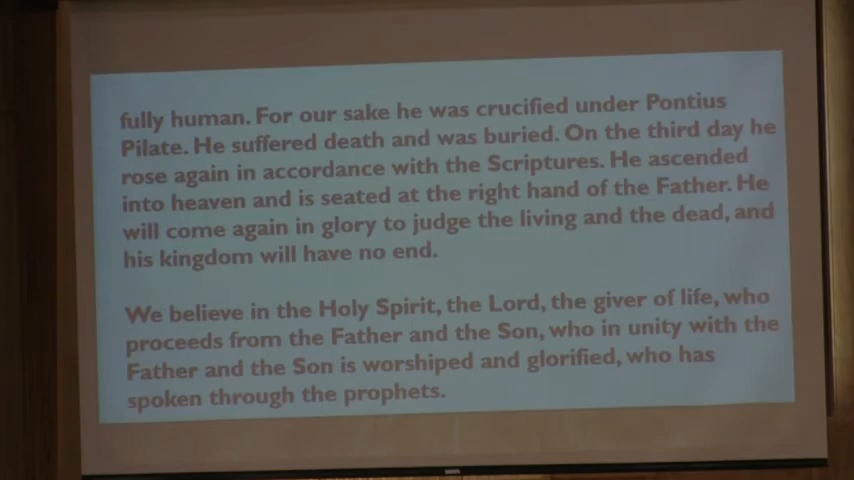 fully human. For our sake he was crucified under Pontius
Pilate. He suffered death and was buried. On the third day he
rose again in accordance with the Scriptures. He ascended
into heaven and is seated at the right hand of the Father. He
will come again in glory to judge the living and the dead, and
his kingdom will have no end.
We believe in the Holy Spirit, the Lord, the giver of life, who
proceeds from the Father and the Son, who in unity with the
Father and the Son is worshiped and glorified, who has
spoken through the prophets.